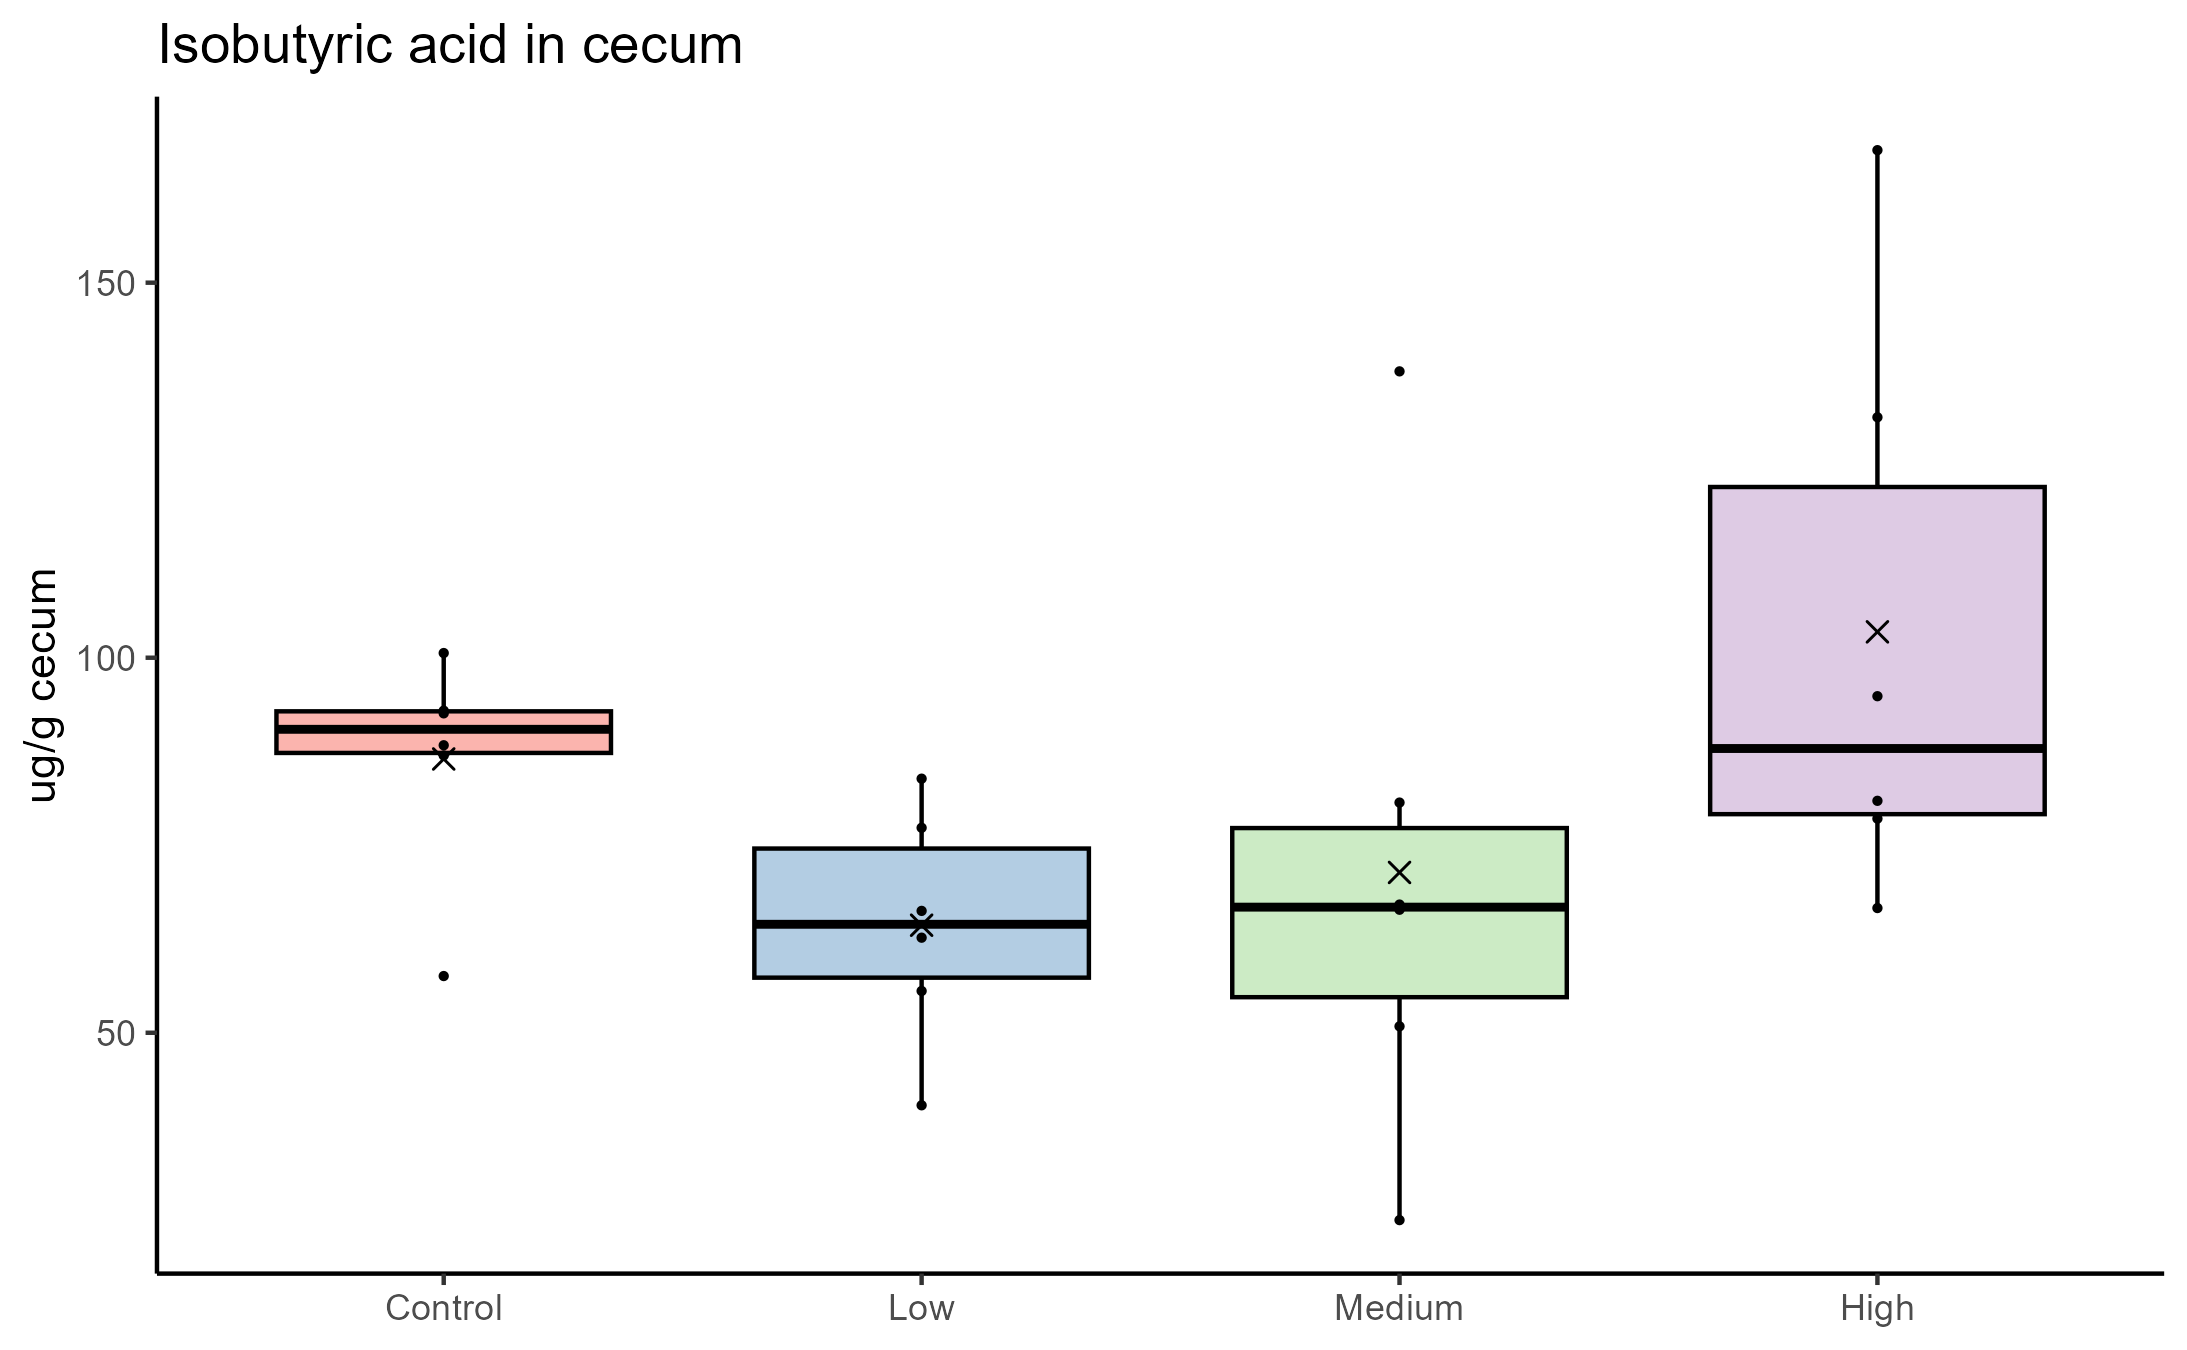 Isobutyric acid in cecum
ug/g cecum
150
100
50
Control
Low
Medium
High